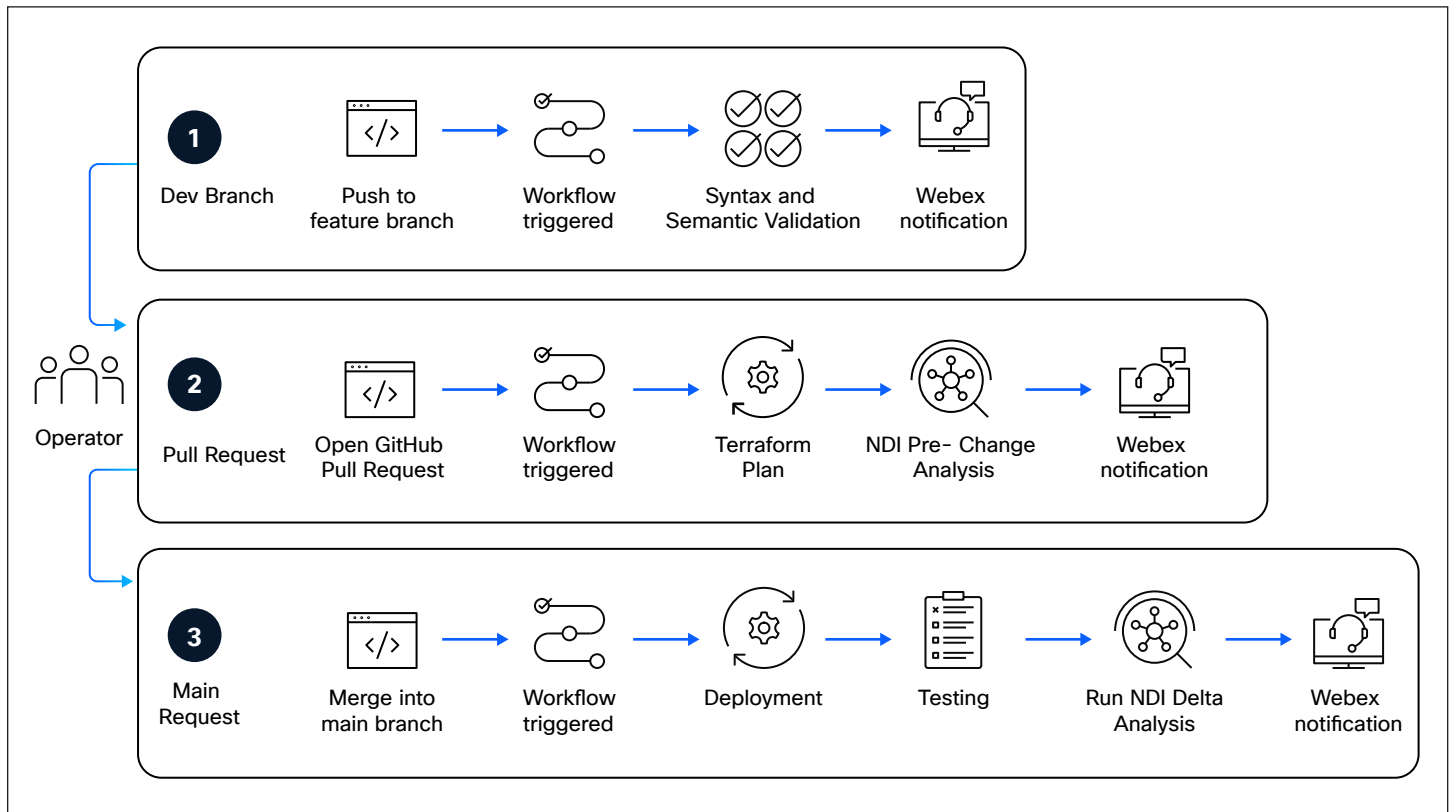 1
Dev Branch
Push to
feature branch
Workflow
triggered
Syntax and
Semantic Validation
Webex
notification
Operator
2
Pull Request
Open GitHub
Pull Request
Workflow
triggered
Terraform
Plan
NDI Pre- Change
Analysis
Webex
notification
3
Main
Request
Merge into
main branch
Workflow
triggered
Deployment
Testing
Run NDI Delta
Analysis
Webex
notification